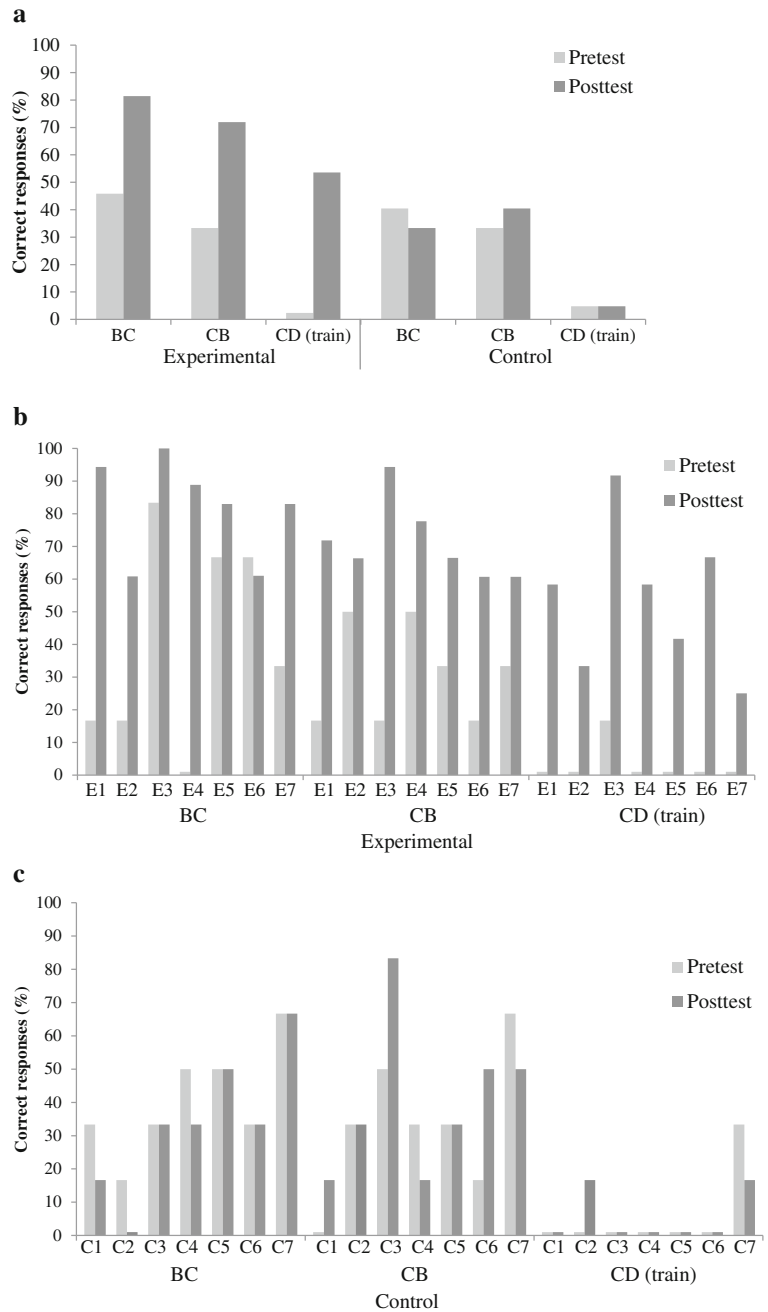 a
100
90
80
70
60
50
40
30
20
10
0
Correct responses (%)
Pretest
Posttest
BC CB CD (train) BC CB CD (train)
Experimental Control
b
100
90
80
70
60
50
40
30
20
10
0
Correct responses (%)
Pretest
Posttest
E1 E2 E3 E4 E5 E6 E7 E1 E2 E3 E4 E5 E6 E7 E1 E2 E3 E4 E5 E6 E7
BC CB CD (train)
Experimental
c
100
90
80
70
60
50
40
30
20
10
0
Correct responses (%)
Pretest
Posttest
C1 C2 C3 C4 C5 C6 C7 C1 C2 C3 C4 C5 C6 C7 C1 C2 C3 C4 C5 C6 C7
BC CB CD (train)
Control